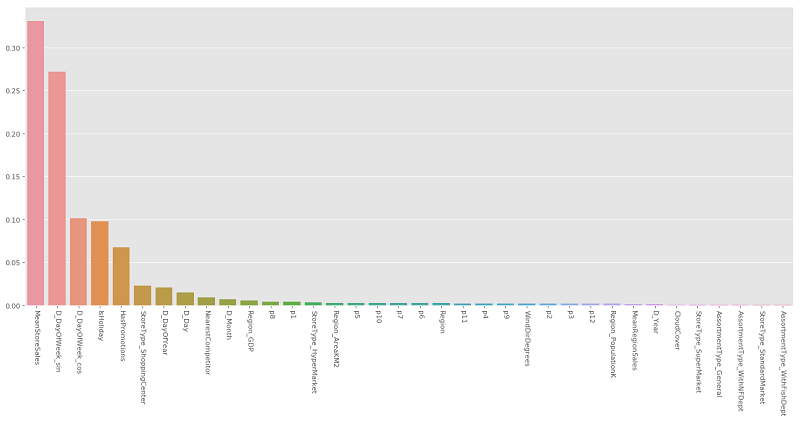 0.30
0.25
0.20
0.15
0.10
0.05
0.00
MeanStoreSales
D_DayOfWeek_sin
D_DayOfWeek_cos
IsHoliday
HasPromotions
StoreType_ShoppingCenter
D_DayOfYear
D_Day
NearestCompetitor
D_Month
Region_GDP
p8
p1
StoreType_HyperMarket
Region_AreaKM2
p5
p10
p7
p6
Region
p11
p4
p9
WindDirDegrees
p2
p3
p12
Region_PopulationK
MeanRegionSales
D_Year
CloudCover
StoreType_SuperMarket
AssortmentType_General
AssortmentType_WithNFDept
StoreType_StandardMarket
AssortmentType_WithFishDept